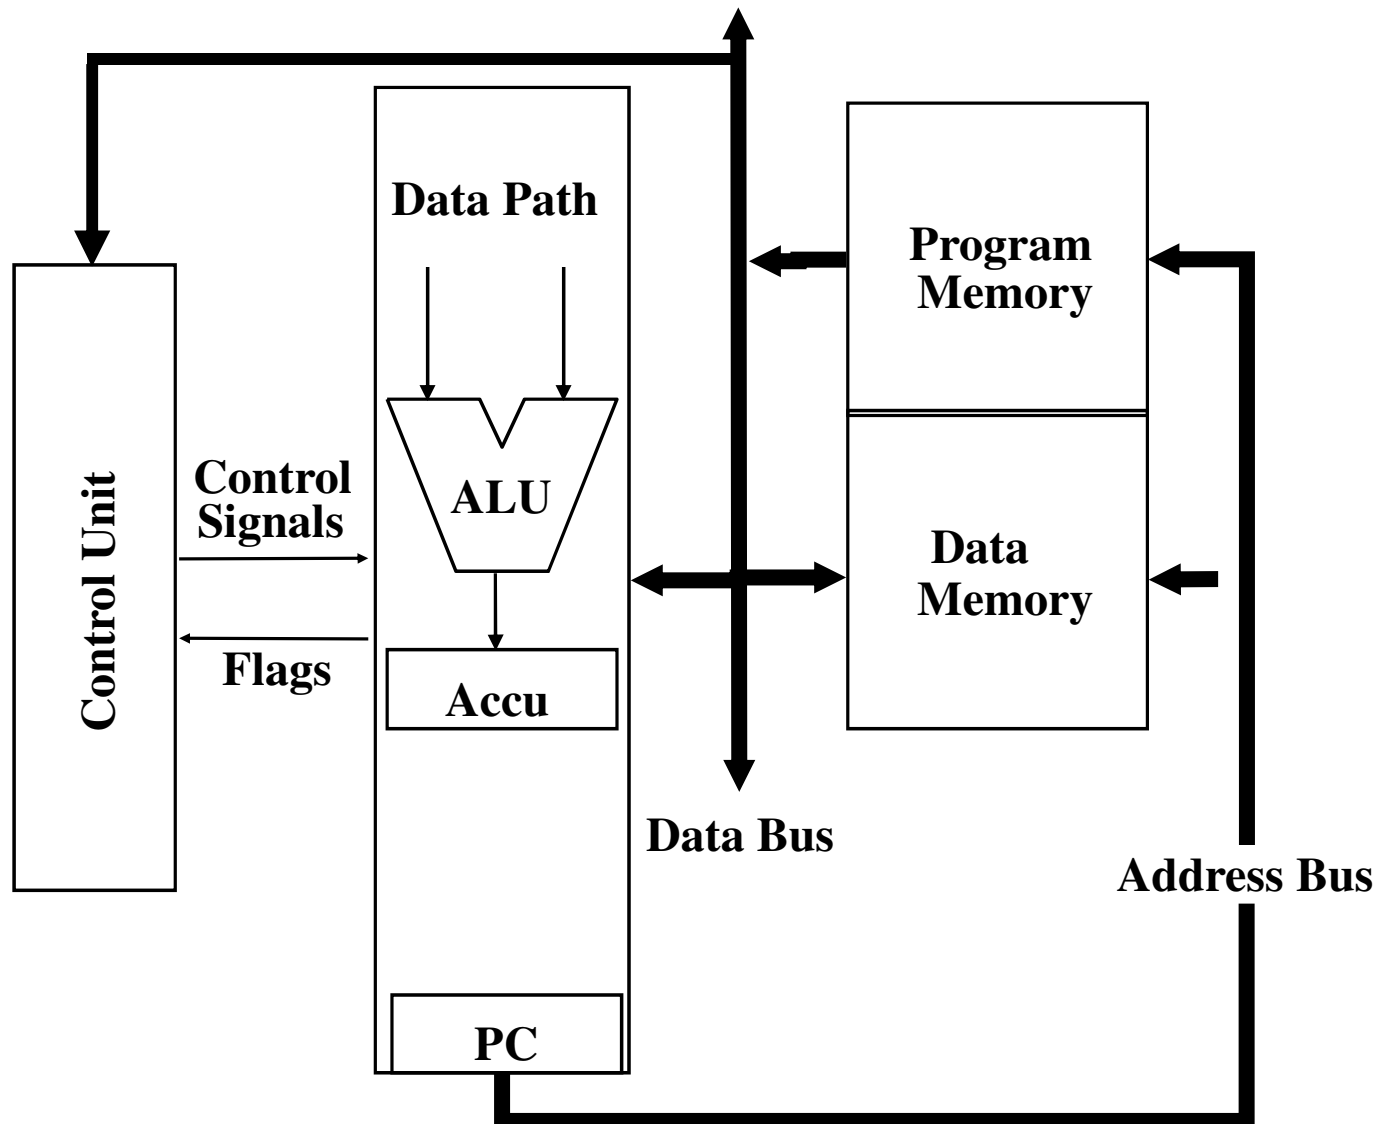 Data Path
Program
Memory
Control
Signals
ALU
Control Unit
Data
Memory
Flags
Accu
Data Bus
Address Bus
PC